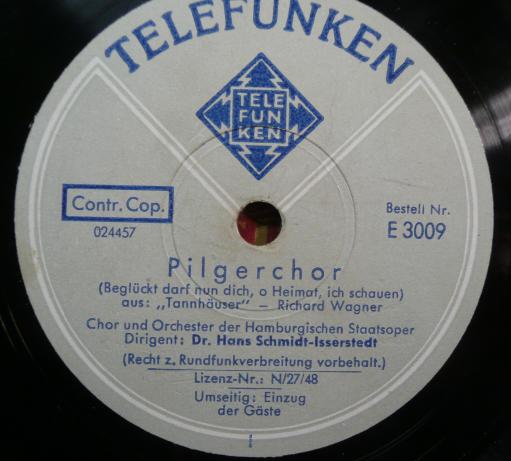 TELEFUNKEN
TELE
FUN
KEN
Contr. Cop.
024457
Bestell Nr.
E 3009
Pilgerchor
(Beglückt darf nun dich, o Heimat, ich schauen)
aus: „Tannhäuser" — Richard Wagner
Chor und Orchester der Hamburgischen Staatsoper
Dirigent: Dr. Hans Schmidt-Isserstedt
(Recht z. Rundfunkverbreitung vorbehalt.)
Lizenz-Nr.: N/27/48
Umseitig: Einzug
der Gäste